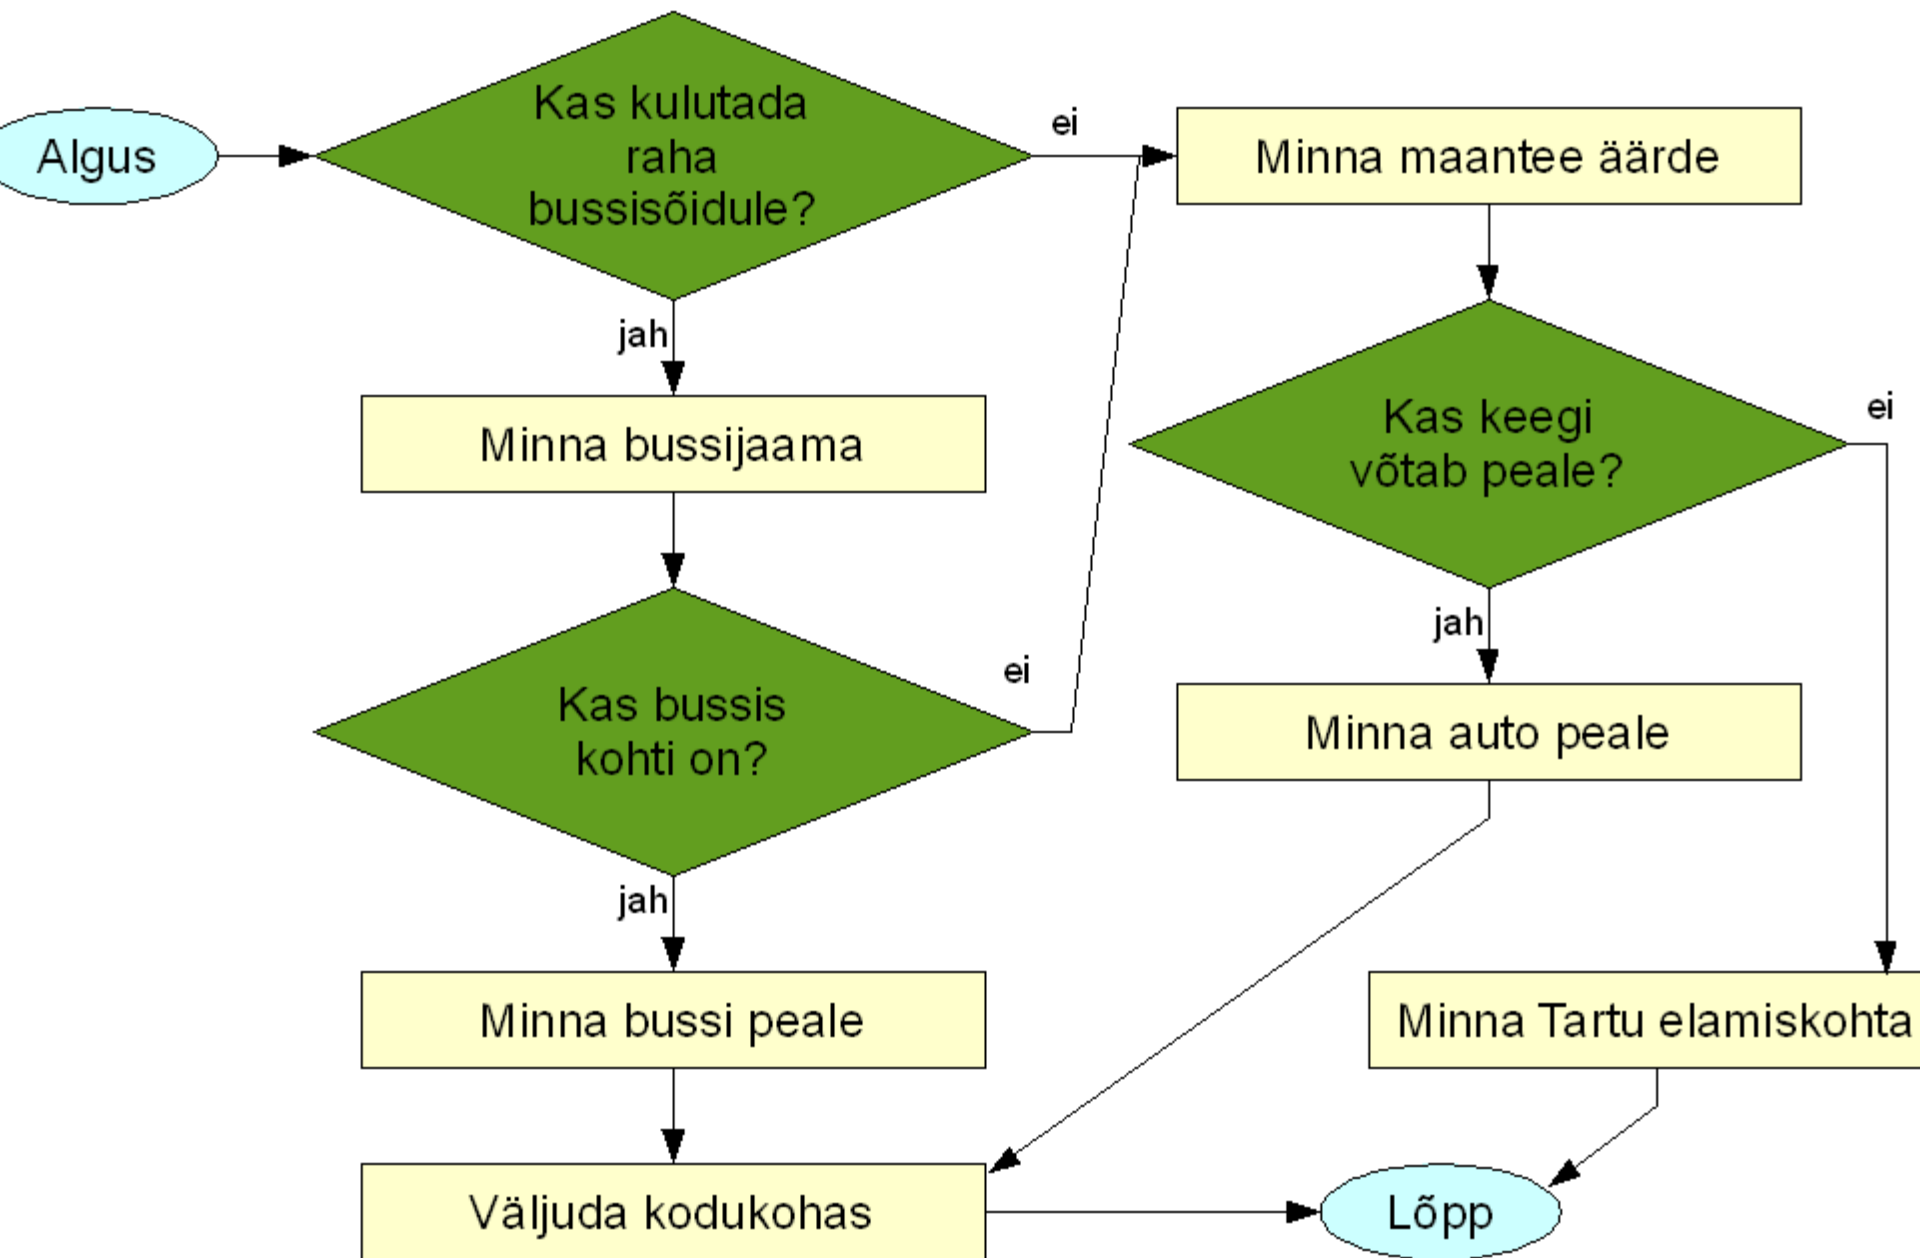 Algus
Kas kulutada
raha
bussisõidule?
ei
Minna maantee äärde
jah
Minna bussijaama
Kas keegi
võtab peale?
ei
jah
Kas bussis
kohti on?
ei
Minna auto peale
jah
Minna bussi peale
Minna Tartu elamiskohta
Väljuda kodukohas
Lõpp